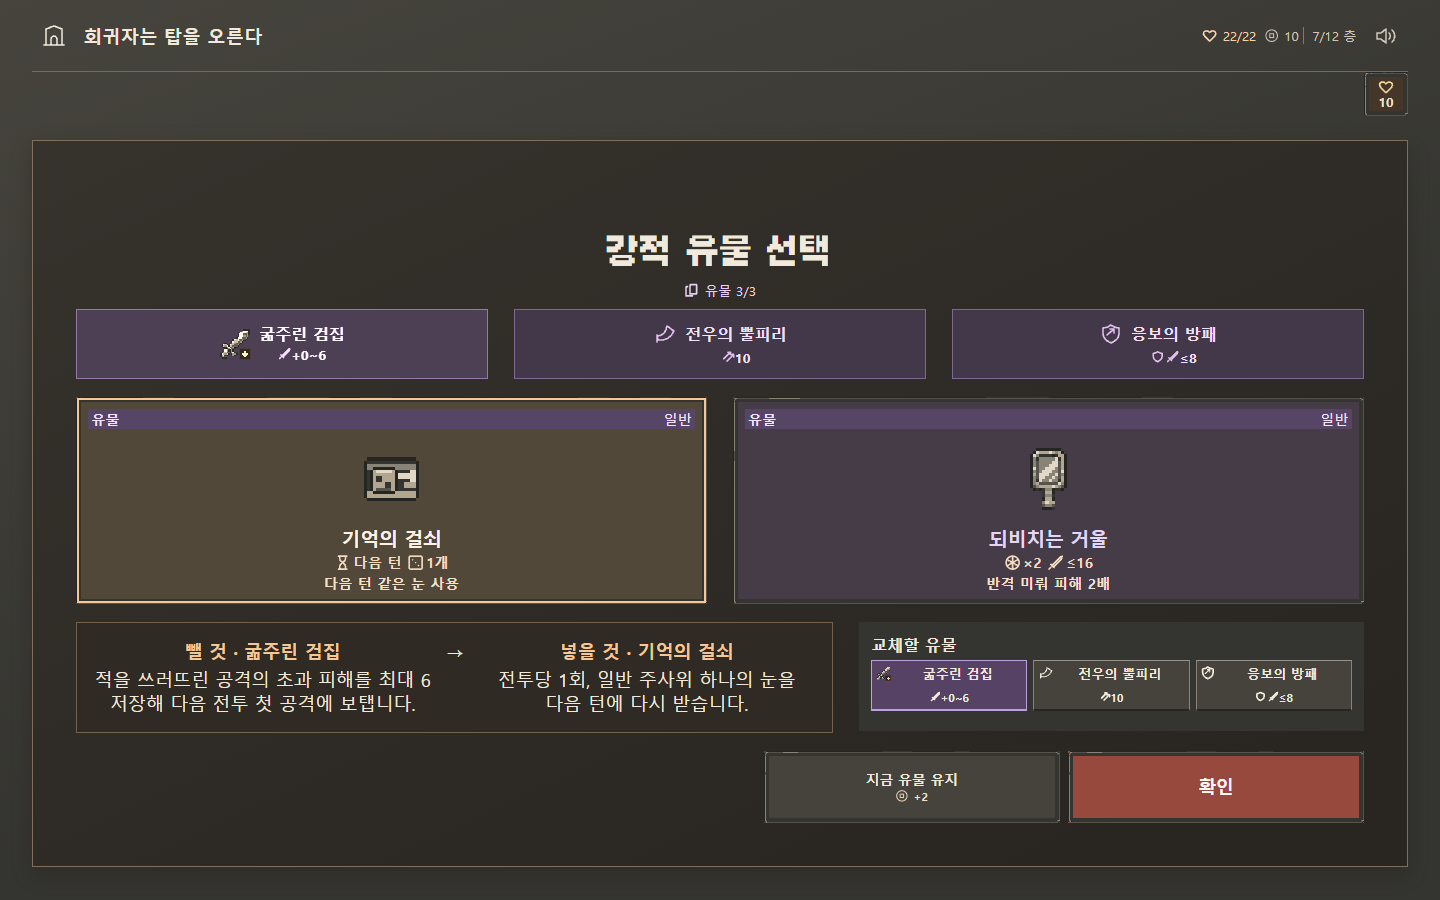 회귀자는 탑을 오른다
22/22 10 7/12 층
10
강적 유물 선택
유물 3/3
굶주린 검집
+0~6
전우의 뿔피리
10
응보의 방패
≤8
유물 일반
기억의 걸쇠
다음 턴 1개
다음 턴 같은 눈 사용
유물 일반
되비치는 거울
×2 ≤16
반격 미뤄 피해 2배
뺄 것 · 굶주린 검집
적을 쓰러뜨린 공격의 초과 피해를 최대 6
저장해 다음 전투 첫 공격에 보탭니다.
→
넣을 것 · 기억의 걸쇠
전투당 1회, 일반 주사위 하나의 눈을
다음 턴에 다시 받습니다.
교체할 유물
굶주린 검집
+0~6
전우의 뿔피리
10
응보의 방패
≤8
지금 유물 유지
+2
확인